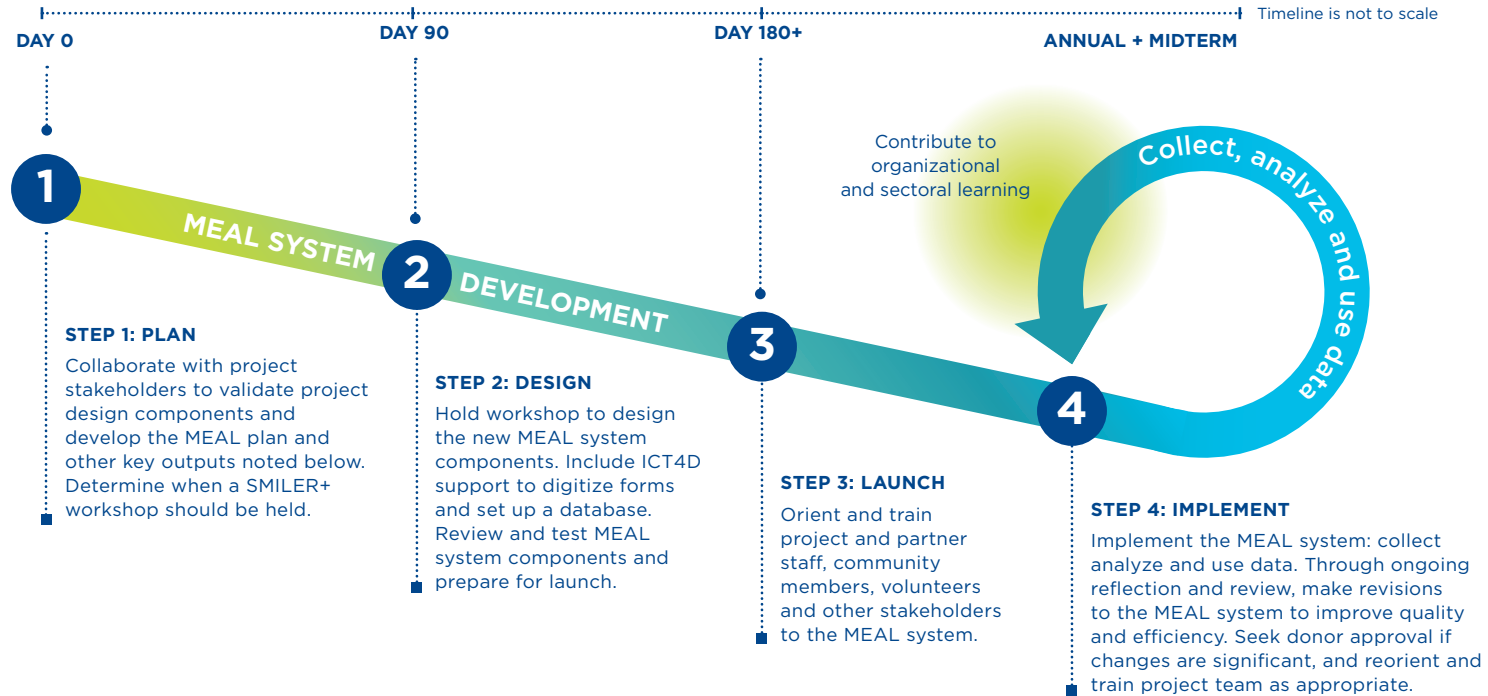 Timeline is not to scale
DAY 0
DAY 90
DAY 180+
ANNUAL + MIDTERM
1
MEAL SYSTEM
2
DEVELOPMENT
3
4
Contribute to
organizational
and sectoral learning
Collect, analyze and use data
STEP 1: PLAN
Collaborate with project
stakeholders to validate project
design components and
develop the MEAL plan and
other key outputs noted below.
Determine when a SMILER+
workshop should be held.
STEP 2: DESIGN
Hold workshop to design
the new MEAL system
components. Include ICT4D
support to digitize forms
and set up a database.
Review and test MEAL
system components and
prepare for launch.
STEP 3: LAUNCH
Orient and train
project and partner
staff, community
members, volunteers
and other stakeholders
to the MEAL system.
STEP 4: IMPLEMENT
Implement the MEAL system: collect
analyze and use data. Through ongoing
reflection and review, make revisions
to the MEAL system to improve quality
and efficiency. Seek donor approval if
changes are significant, and reorient and
train project team as appropriate.